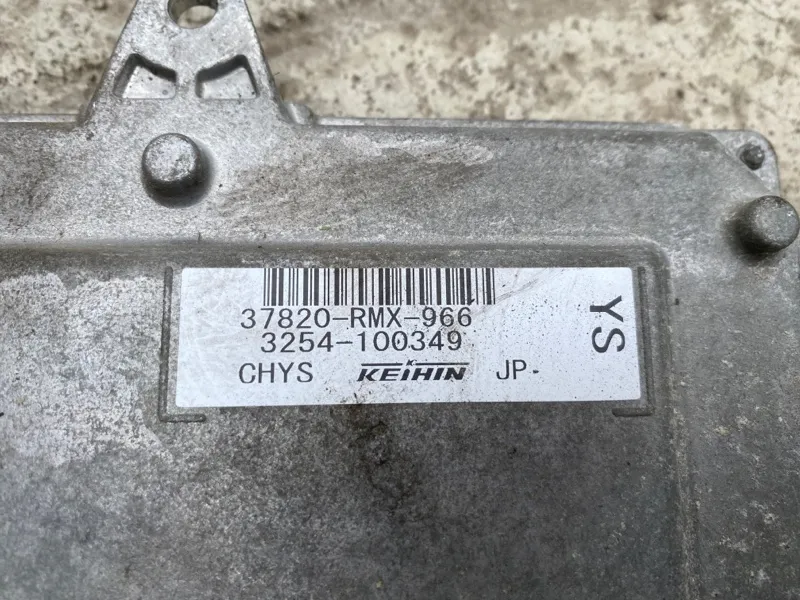 37820-RMX-966
3254-100349
CHYS KEIHIN JP-
YS